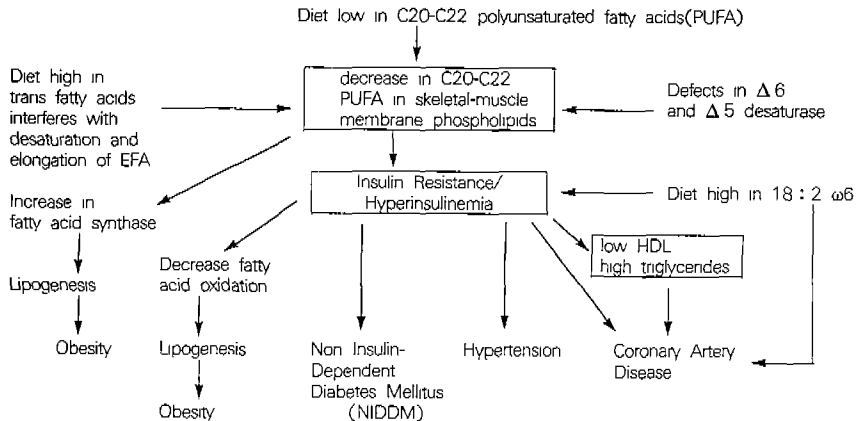 Diet low in C20-C22 polyunsaturated fatty acids(PUFA)
Diet high in
trans fatty acids
interferes with
desaturation and
elongation of EFA
decrease in C20-C22
PUFA in skeletal-muscle
membrane phospholipids
Defects in Δ6
and Δ5 desaturase
Insulin Resistance/
Hyperinsulinemia
Diet high in 18:2 ω6
Increase in
fatty acid synthase
low HDL
high triglycerides
Decrease fatty
acid oxidation
Lipogenesis
Obesity
Lipogenesis
Obesity
Non Insulin-
Dependent
Diabetes Mellitus
(NIDDM)
Hypertension
Coronary Artery
Disease